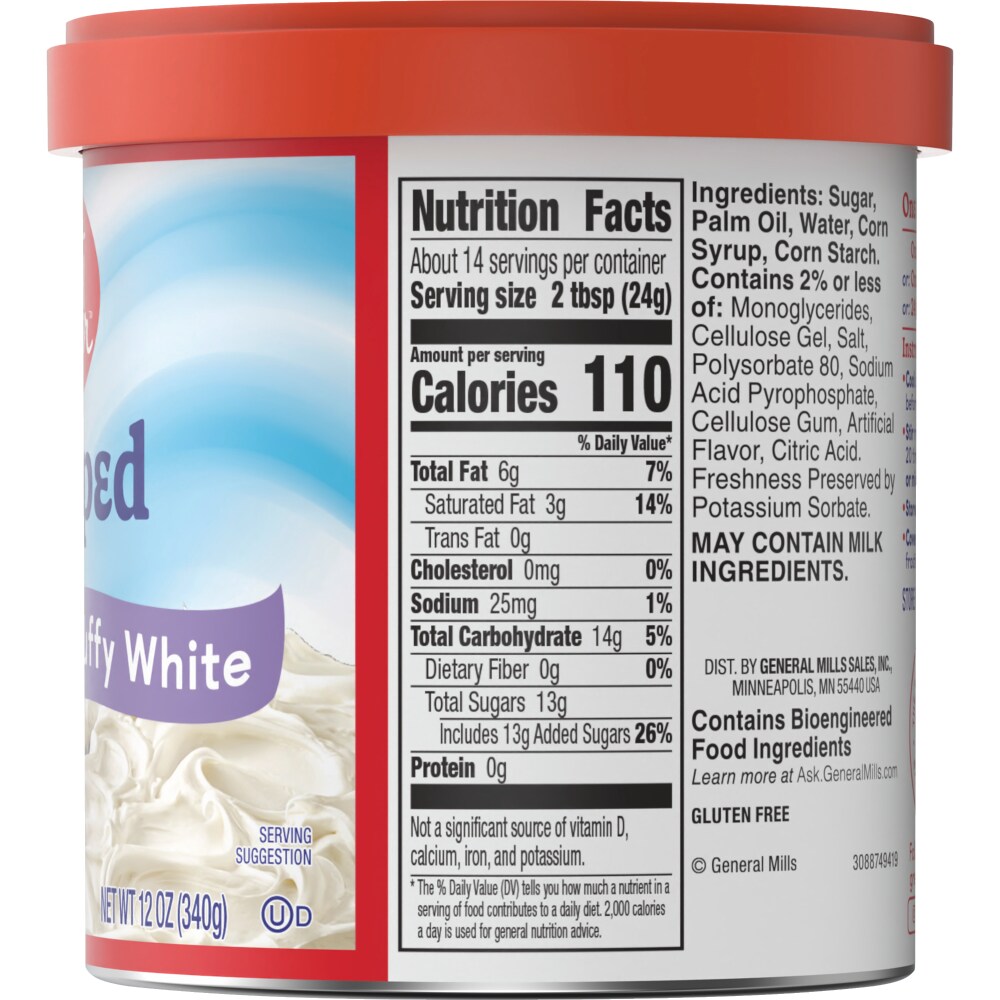 ped
uffy White
SERVING
SUGGESTION
NET WT 12 OZ (340g)
U D
Nutrition Facts
About 14 servings per container
Serving size 2 tbsp (24g)
Amount per serving
Calories 110
% Daily Value*
Total Fat 6g 7%
Saturated Fat 3g 14%
Trans Fat 0g
Cholesterol 0mg 0%
Sodium 25mg 1%
Total Carbohydrate 14g 5%
Dietary Fiber 0g 0%
Total Sugars 13g
Includes 13g Added Sugars 26%
Protein 0g
Not a significant source of vitamin D,
calcium, iron, and potassium.
* The % Daily Value (DV) tells you how much a nutrient in a
serving of food contributes to a daily diet. 2,000 calories
a day is used for general nutrition advice.
Ingredients: Sugar,
Palm Oil, Water, Corn
Syrup, Corn Starch.
Contains 2% or less
of: Monoglycerides,
Cellulose Gel, Salt,
Polysorbate 80, Sodium
Acid Pyrophosphate,
Cellulose Gum, Artificial
Flavor, Citric Acid.
Freshness Preserved by
Potassium Sorbate.
MAY CONTAIN MILK
INGREDIENTS.
DIST. BY GENERAL MILLS SALES, INC.,
MINNEAPOLIS, MN 55440 USA
Contains Bioengineered
Food Ingredients
Learn more at Ask.GeneralMills.com
GLUTEN FREE
© General Mills 3088749419